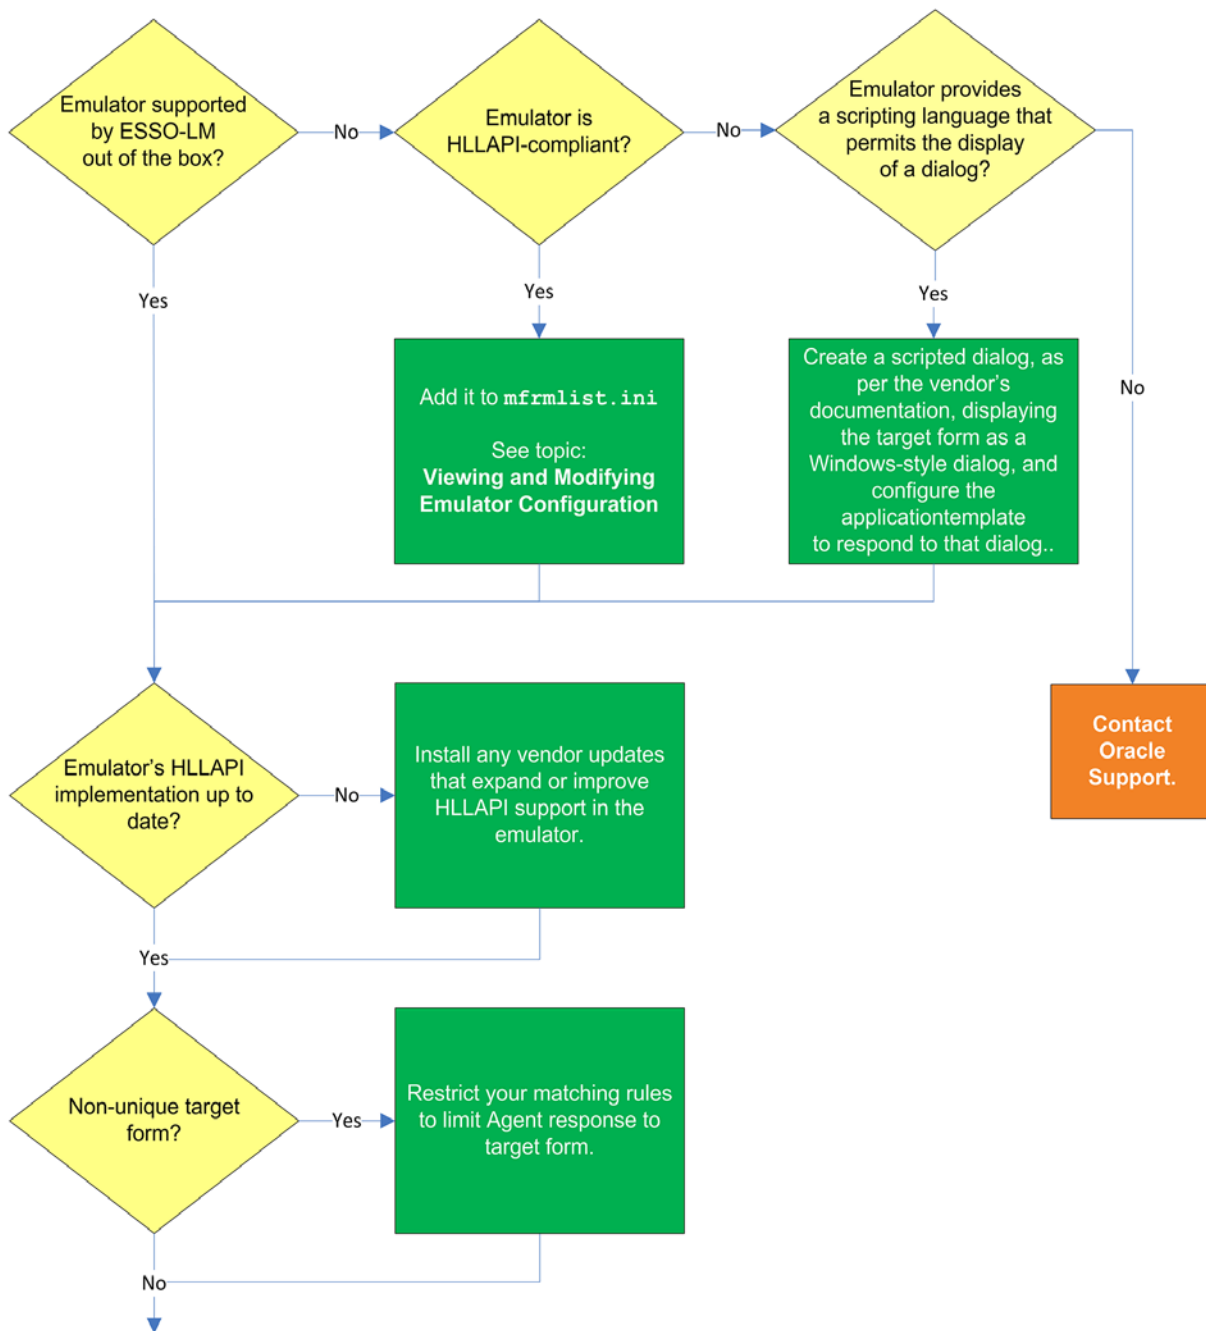 Emulator supported
by ESSO-LM
out of the box?
No
Emulator is
HLLAPI-compliant?
No
Emulator provides
a scripting language that
permits the display
of a dialog?
Yes
Yes
Yes
No
Add it to mfrmlist.ini
See topic:
Viewing and Modifying
Emulator Configuration
Create a scripted dialog, as
per the vendor's
documentation, displaying
the target form as a
Windows-style dialog, and
configure the
applicationtemplate
to respond to that dialog..
Emulator's HLLAPI
implementation up to
date?
No
Install any vendor updates
that expand or improve
HLLAPI support in the
emulator.
Contact
Oracle
Support.
Yes
Non-unique target
form?
Yes
Restrict your matching rules
to limit Agent response to
target form.
No